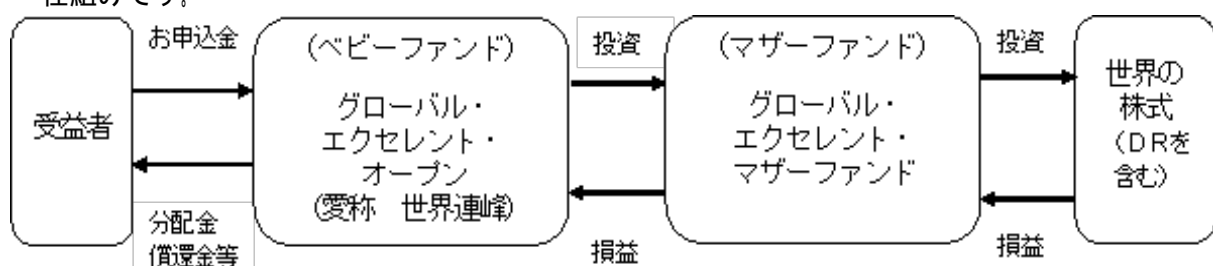 仕組みです。
お申込金
受益者
分配金
償還金等
(ベビーファンド)
グローバル・
エクセレント・
オープン
(愛称　世界連峰)
投資
損益
(マザーファンド)
グローバル・
エクセレント・
マザーファンド
投資
損益
世界の
株式
(DRを
含む)